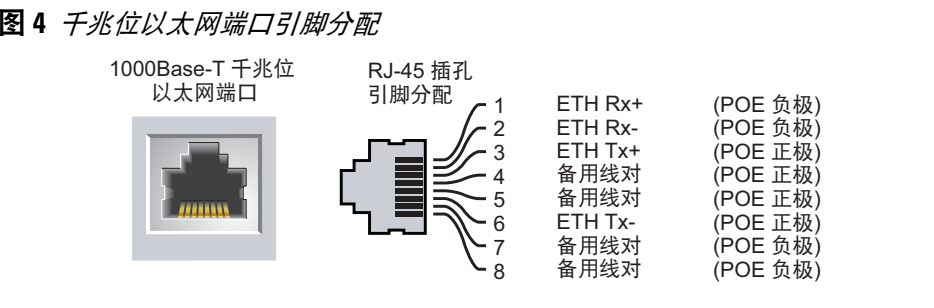 图 4 千兆位以太网端口引脚分配
1000Base-T 千兆位
以太网端口
RJ-45 插孔
引脚分配
1 ETH Rx+ (POE 负极)
2 ETH Rx- (POE 负极)
3 ETH Tx+ (POE 正极)
4 备用线对 (POE 正极)
5 备用线对 (POE 正极)
6 ETH Tx- (POE 正极)
7 备用线对 (POE 负极)
8 备用线对 (POE 负极)